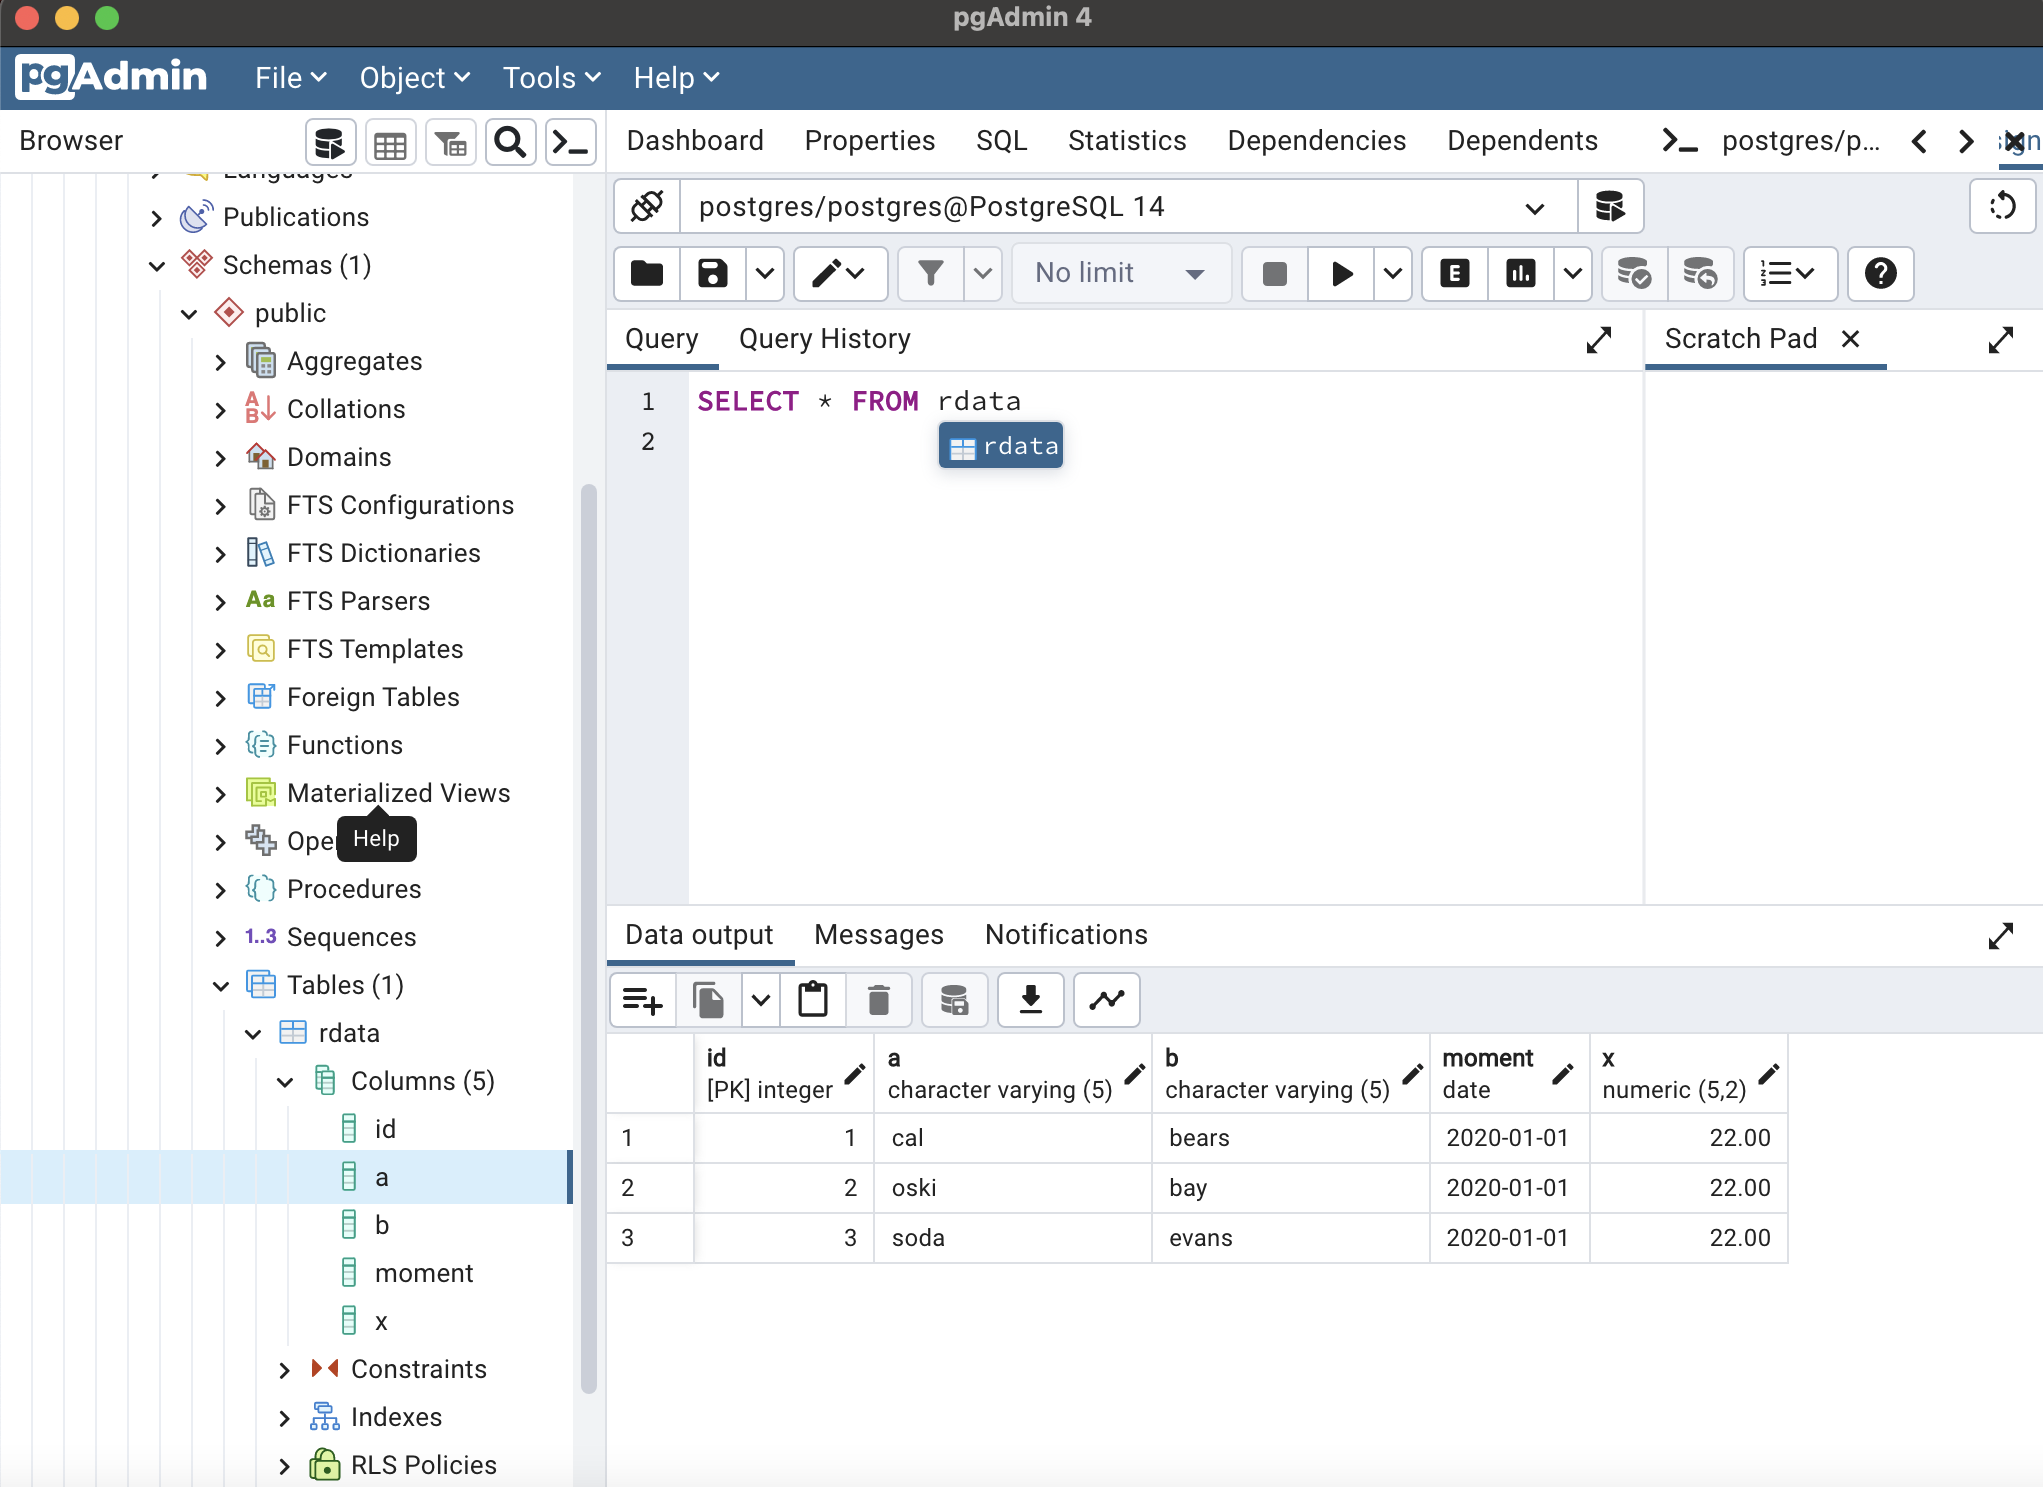 pgAdmin 4
pgAdmin File Object Tools Help
Browser
Dashboard Properties SQL Statistics Dependencies Dependents postgres/p...
Languages
Publications
Schemas (1)
public
Aggregates
Collations
Domains
FTS Configurations
FTS Dictionaries
Aa FTS Parsers
FTS Templates
Foreign Tables
Functions
Materialized Views
Ope
Help
Procedures
1..3 Sequences
Tables (1)
rdata
Columns (5)
id
a
b
moment
x
Constraints
Indexes
RLS Policies
postgres/postgres@PostgreSQL 14
No limit E
Query Query History
Scratch Pad
1 SELECT * FROM rdata
2
rdata
Data output Messages Notifications
id a b moment x
[PK] integer character varying (5) character varying (5) date numeric (5,2)
1 1 cal bears 2020-01-01 22.00
2 2 oski bay 2020-01-01 22.00
3 3 soda evans 2020-01-01 22.00